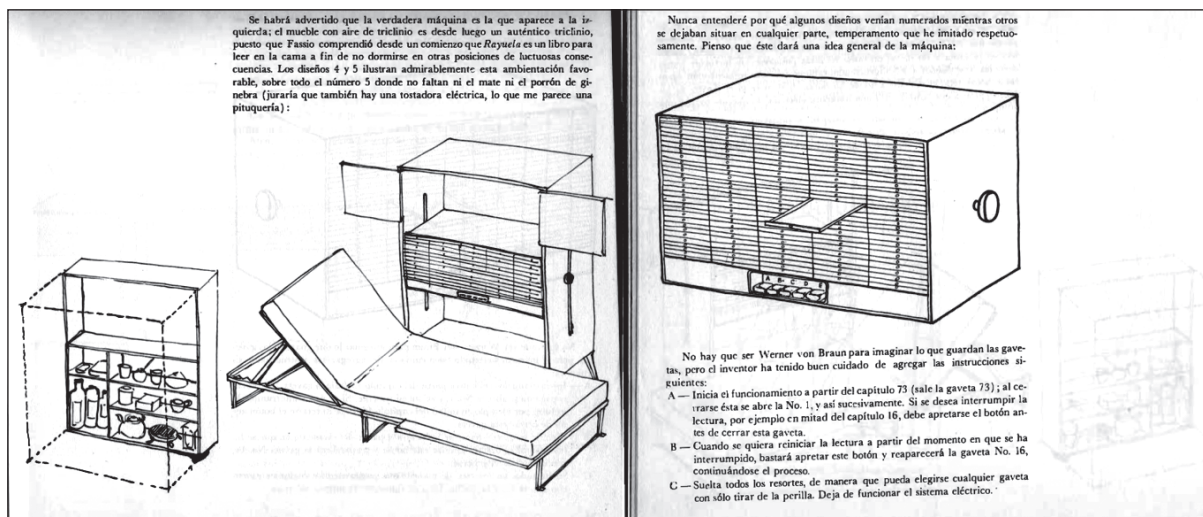 Se habrá advertido que la verdadera máquina es la que aparece a la iz-
quierda; el mueble con aire de triclinio es desde luego un auténtico triclinio,
puesto que Fassio comprendió desde un comienzo que Rayuela es un libro para
leer en la cama a fin de no dormirse en otras posiciones de luctuosas conse-
cuencias. Los diseños 4 y 5 ilustran admirablemente esta ambientación favo-
rable, sobre todo el número 5 donde no faltan ni el mate ni el porrón de gi-
nebra (juraría que también hay una tostadora eléctrica, lo que me parece una
pituquería):
Nunca entenderé por qué algunos diseños venían numerados mientras otros
se dejaban situar en cualquier parte, temperamento que he imitado respetuo-
samente. Pienso que éste dará una idea general de la máquina:
A B C D E
No hay que ser Werner von Braun para imaginar lo que guardan las gave-
tas, pero el inventor ha tenido buen cuidado de agregar las instrucciones si-
guientes:
A — Inicia el funcionamiento a partir del capítulo 73 (sale la gaveta 73); al ce-
rrarse ésta se abre la No. 1, y así sucesivamente. Si se desea interrumpir la
lectura, por ejemplo en mitad del capítulo 16, debe apretarse el botón an-
tes de cerrar esta gaveta.
B — Cuando se quiera reiniciar la lectura a partir del momento en que se ha
interrumpido, bastará apretar este botón y reaparecerá la gaveta No. 16,
continuándose el proceso.
C — Suelta todos los resortes, de manera que pueda elegirse cualquier gaveta
con sólo tirar de la perilla. Deja de funcionar el sistema eléctrico.